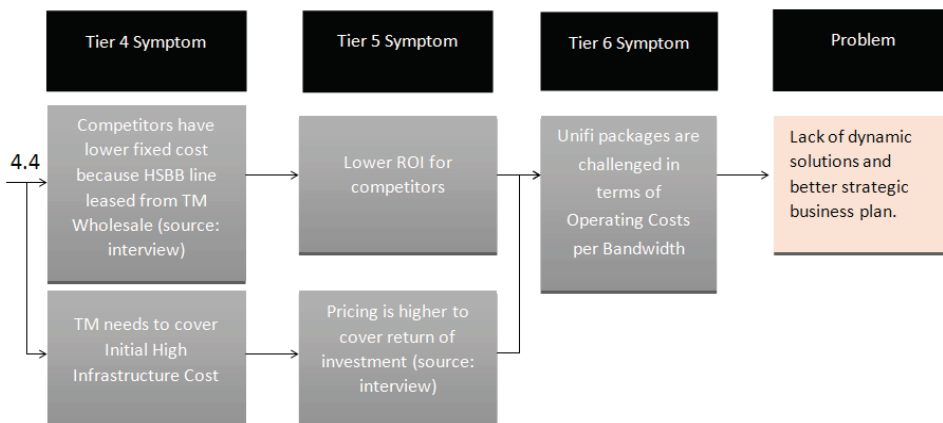 Tier 4 Symptom
Tier 5 Symptom
Tier 6 Symptom
Problem
4.4
Competitors have
lower fixed cost
because HSBB line
leased from TM
Wholesale (source:
interview)
Lower ROI for
competitors
Unifi packages are
challenged in
terms of
Operating Costs
per Bandwidth
Lack of dynamic
solutions and
better strategic
business plan.
TM needs to cover
Initial High
Infrastructure Cost
Pricing is higher to
cover return of
investment (source:
interview)